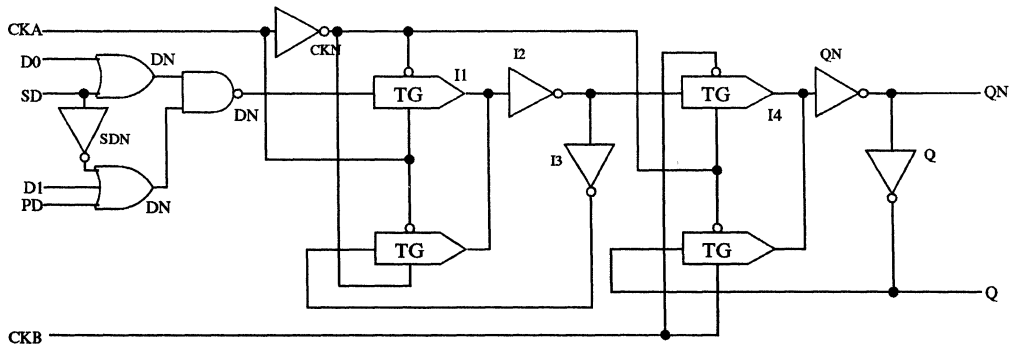 CKA
CKN
D0
DN
SD
SDN
DN
D1
PD
DN
TG
I1
I2
I3
TG
TG
I4
QN
QN
Q
TG
Q
CKB